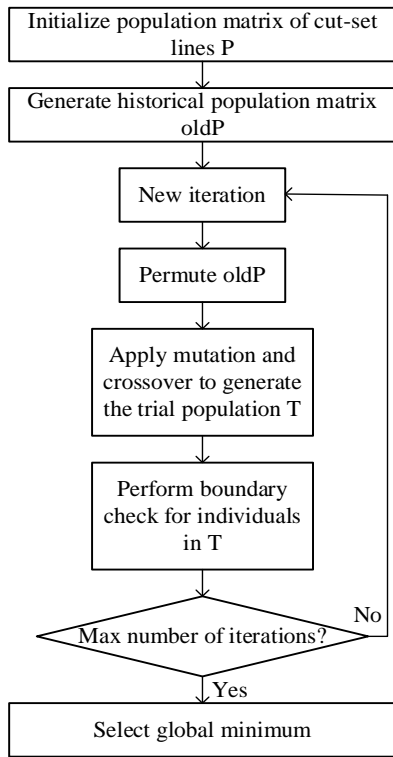 Initialize population matrix of cut-set
lines P
Generate historical population matrix
oldP
New iteration
Permute oldP
Apply mutation and
crossover to generate
the trial population T
Perform boundary
check for individuals
in T
Max number of iterations?
No
Yes
Select global minimum